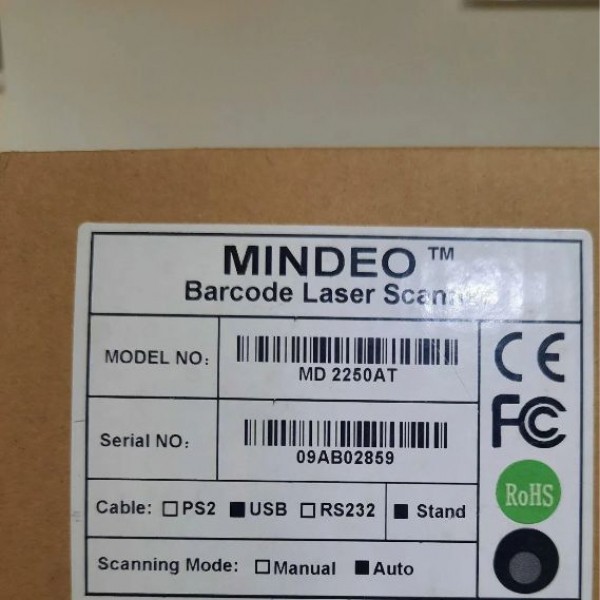 MINDEO ™
Barcode Laser Scanner
MODEL NO:
MD 2250AT
CE
FC
Serial NO:
09AB02859
RoHS
Cable: □PS2 ■USB □RS232 ■ Stand
Scanning Mode: □Manual ■Auto